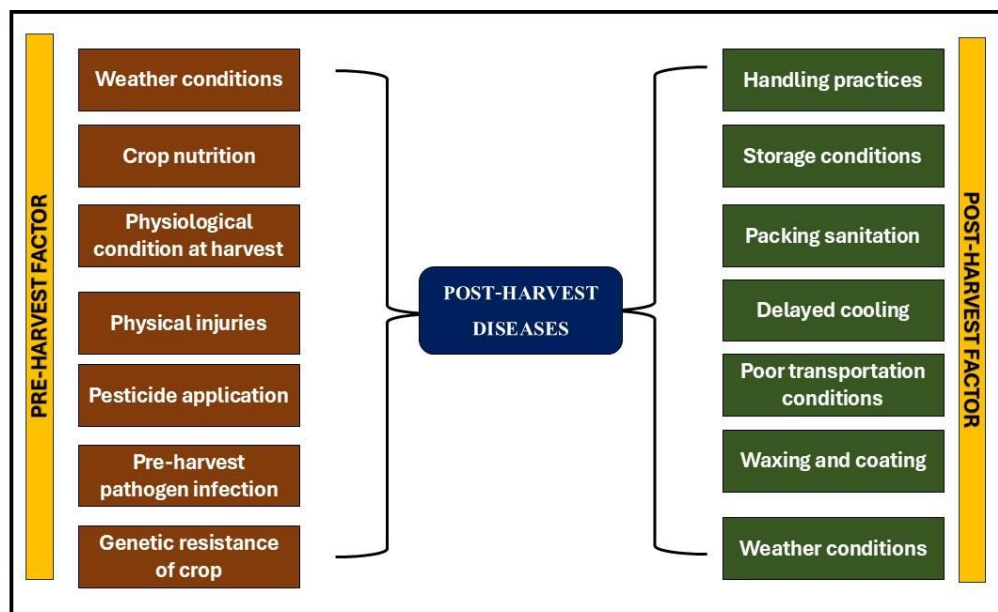 PRE-HARVEST FACTOR
Weather conditions
Crop nutrition
Physiological
condition at harvest
Physical injuries
Pesticide application
Pre-harvest
pathogen infection
Genetic resistance
of crop
POST-HARVEST
DISEASES
Handling practices
Storage conditions
Packing sanitation
Delayed cooling
Poor transportation
conditions
Waxing and coating
Weather conditions
POST-HARVEST FACTOR